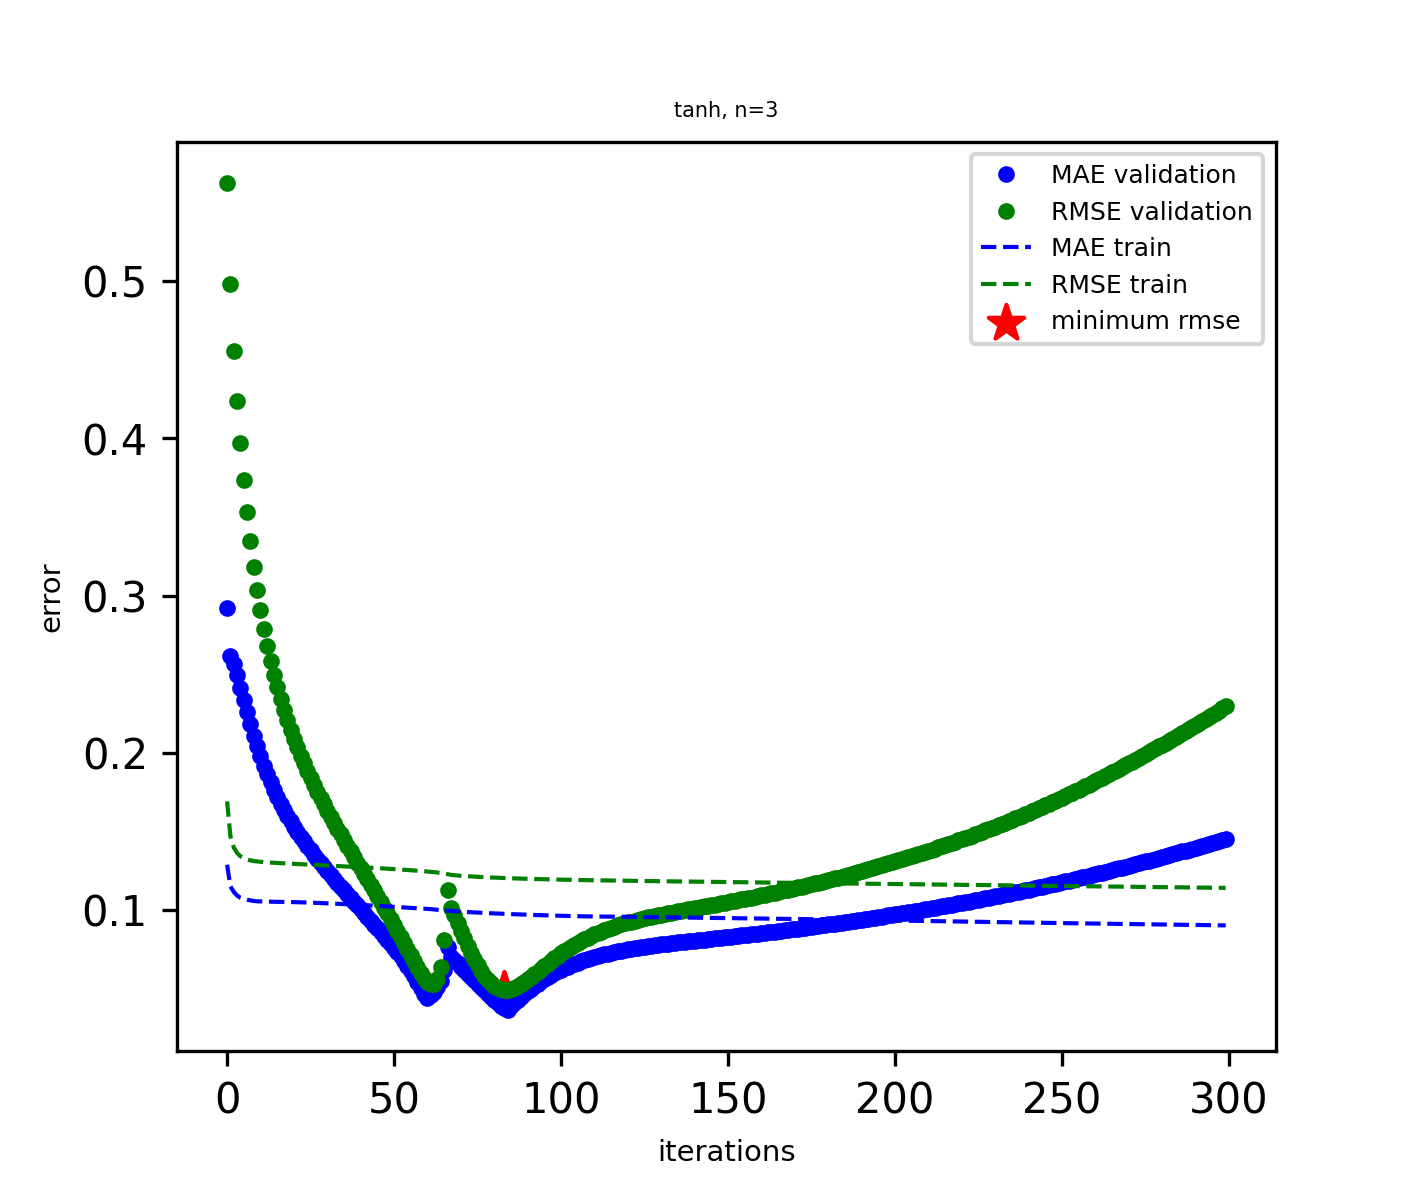 tanh, n=3
MAE validation
RMSE validation
MAE train
RMSE train
minimum rmse
error
0.5
0.4
0.3
0.2
0.1
0 50 100 150 200 250 300
iterations